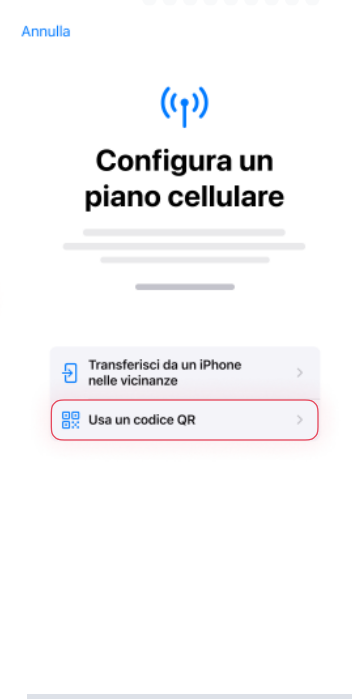 Annulla
Configura un
piano cellulare
Transferisci da un iPhone
nelle vicinanze
Usa un codice QR